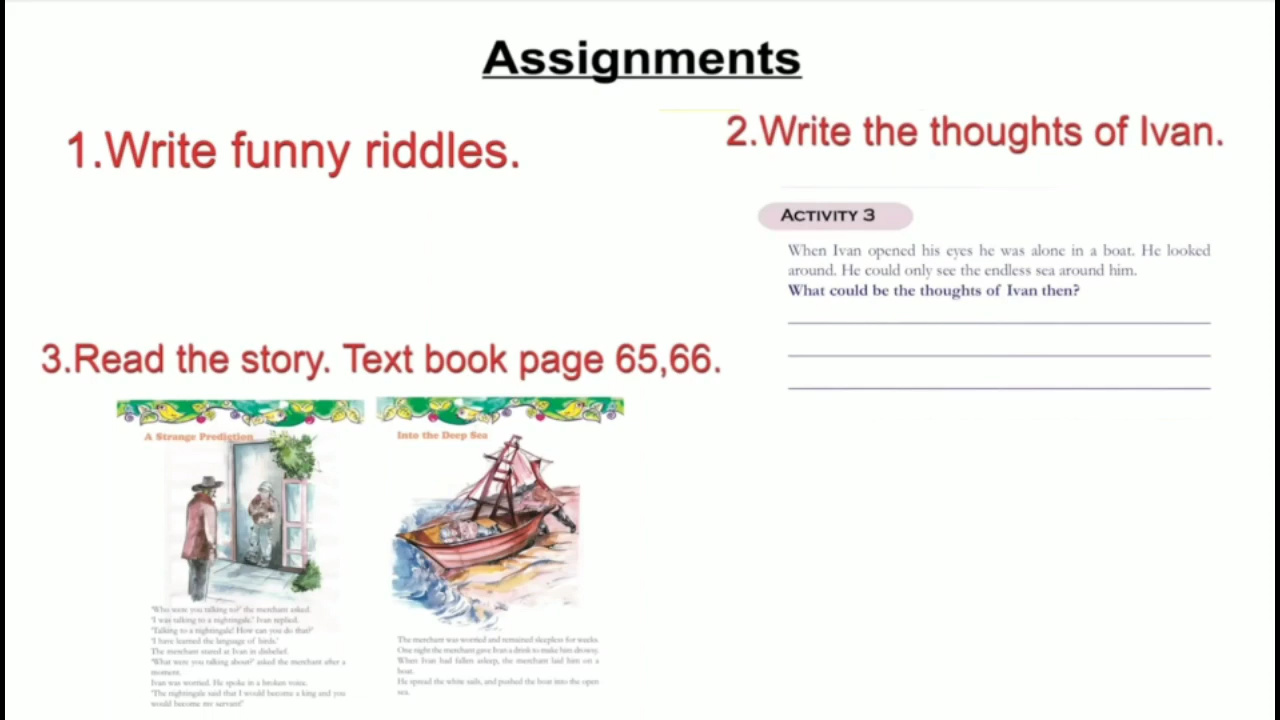 Assignments
1.Write funny riddles.
2.Write the thoughts of Ivan.
ACTIVITY 3
When Ivan opened his eyes he was alone in a boat. He looked
around. He could only see the endless sea around him.
What could be the thoughts of Ivan then?
3.Read the story. Text book page 65,66.
A Strange Prediction
'Who were you talking to?' the merchant asked.
'I was talking to a nightingale.' Ivan replied.
'Talking to a nightingale! How can you do that?'
'I have learned the language of birds.'
The merchant stared at Ivan in disbelief.
'What were you talking about?' asked the merchant after a
moment.
Ivan was worried. He spoke in a broken voice.
'The nightingale said that I would become a king and you
would become my servant!'
Into the Deep Sea
The merchant was worried and remained sleepless for weeks.
One night the merchant gave Ivan a drink to make him drowsy.
When Ivan had fallen asleep, the merchant laid him on a
boat.
He spread the white sails, and pushed the boat into the open
sea.